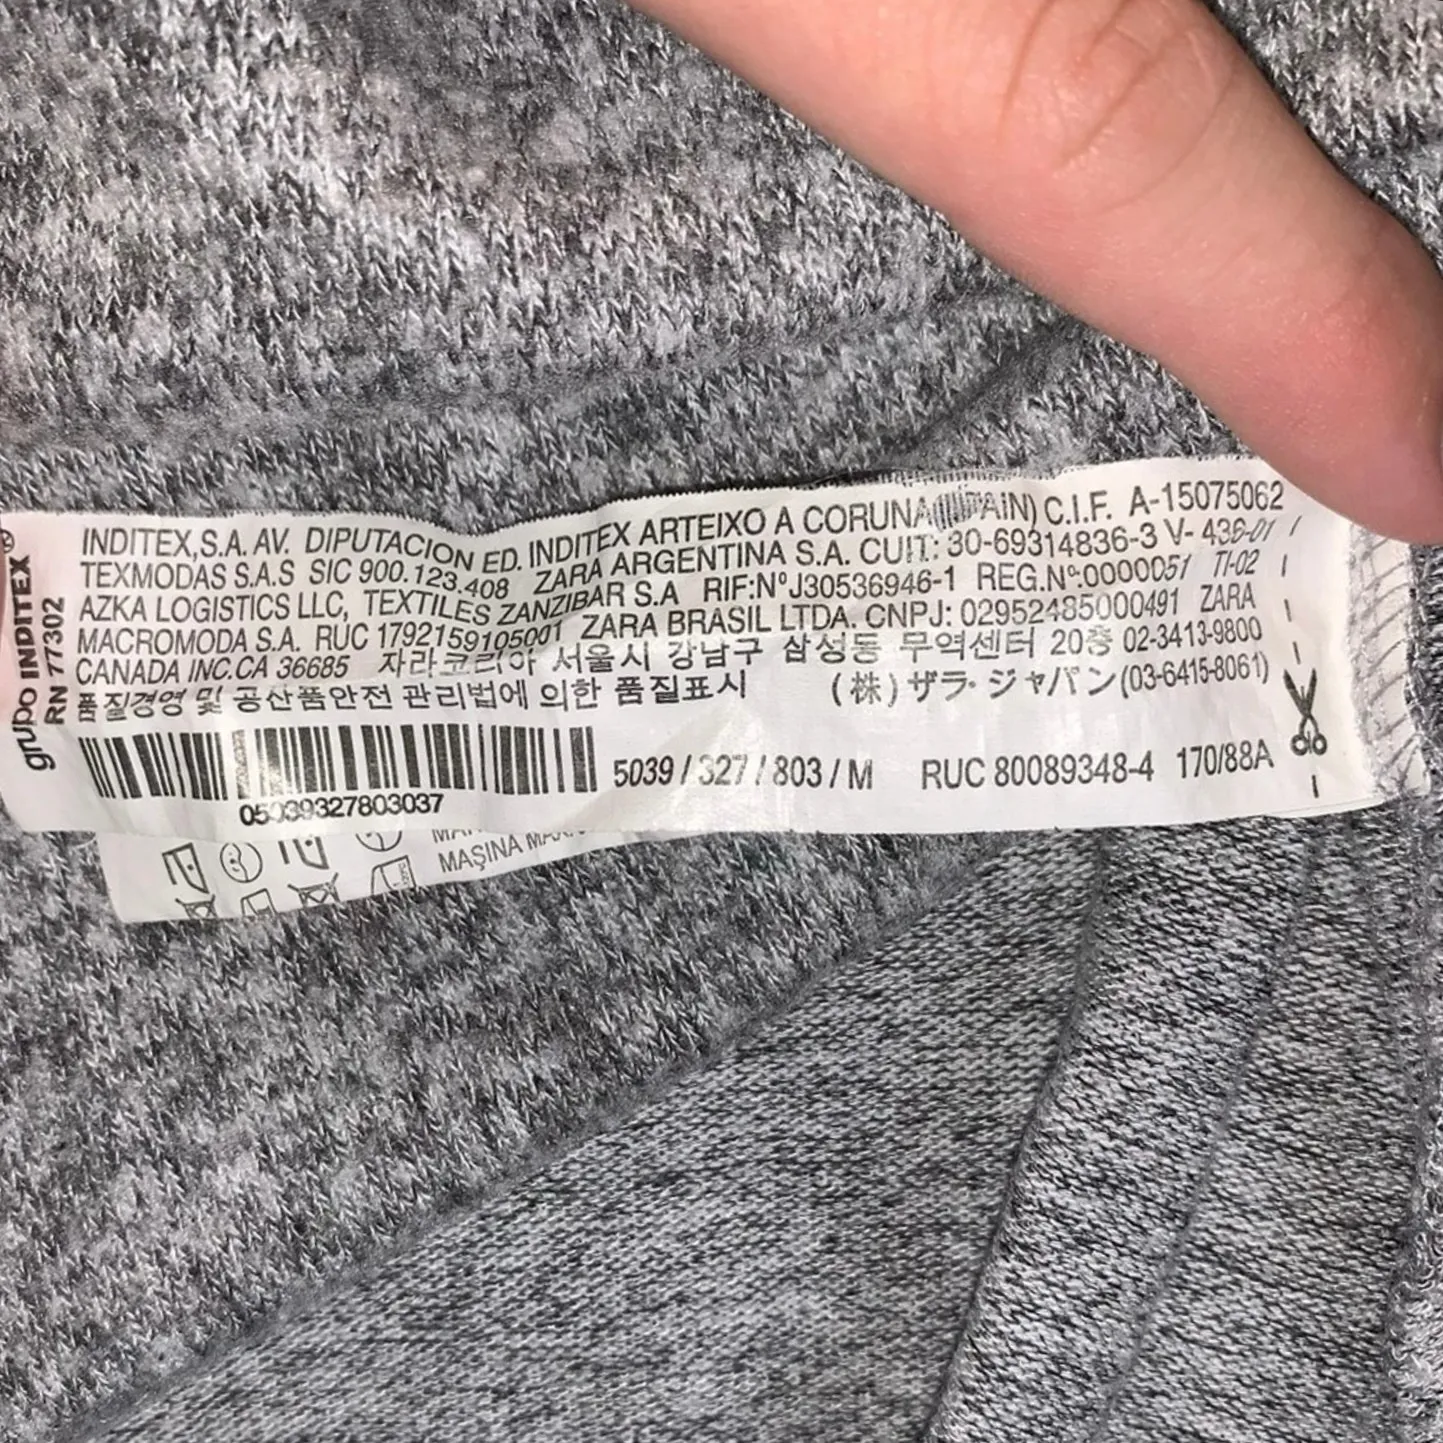 grupo INDITEX®
RN 77302
INDITEX,S.A. AV. DIPUTACION ED. INDITEX ARTEIXO A CORUNA AIN) C.I.F. A-15075062
TEXMODAS S.A.S SIC 900.123.408 ZARA ARGENTINA S.A. CUIT: 30-69314836-3 V-
AZKA LOGISTICS LLC, TEXTILES ZANZIBAR S.A RIF:NºJ30536946-1 REG.Nº:0000051 TI-02
MACROMODA S.A. RUC 1792159105001 ZARA BRASIL LTDA. CNPJ: 02952485000491 ZARA
CANADA INC.CA 36685 자라코리아 서울시 강남구 삼성동 무역센터 20층 02-3413-9800
품질경영 및 공산품안전 관리법에 의한 품질표시 (株) ザラ・ジャパン(03-6415-8061)
5039 / 327 / 803 / M RUC 80089348-4 170/88A
05039327803037
MAŞINA